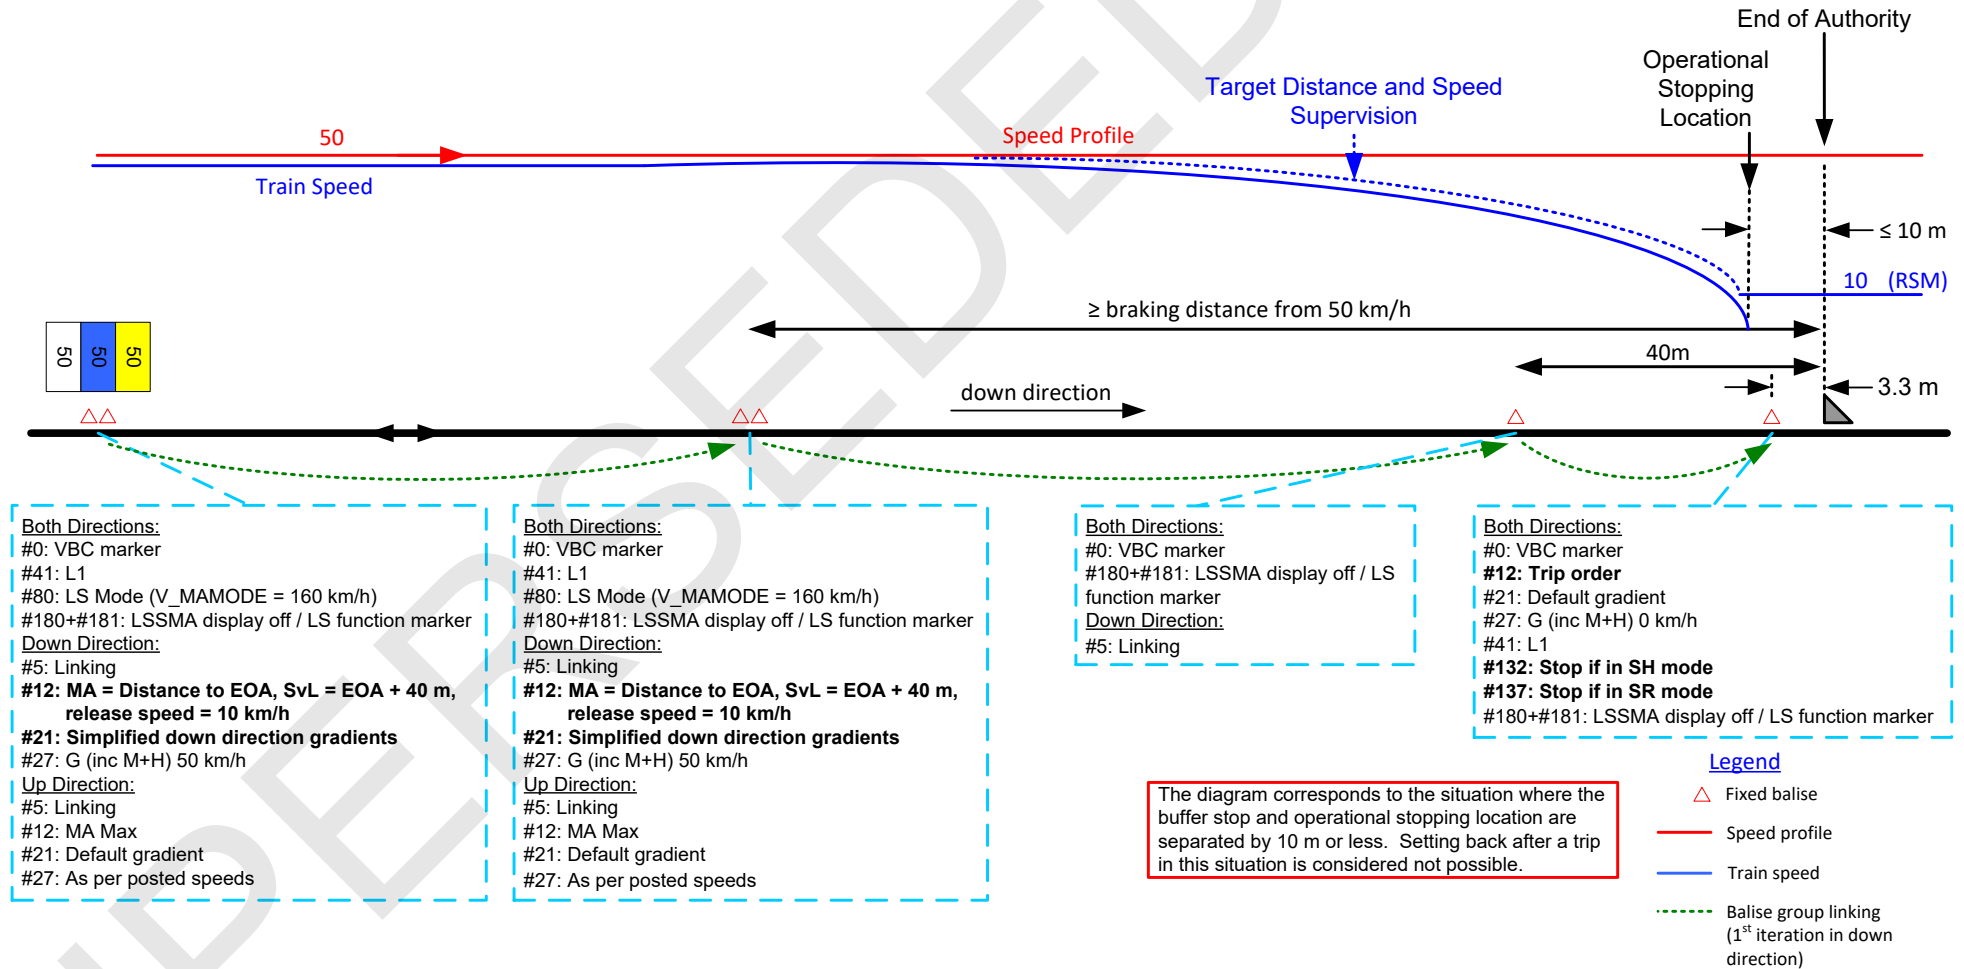 End of Authority
Operational
Stopping
Location
Target Distance and Speed
Supervision
50
Speed Profile
Train Speed
≤ 10 m
10 (RSM)
≥ braking distance from 50 km/h
50
50
50
40m
3.3 m
down direction
Both Directions:
#0: VBC marker
#41: L1
#80: LS Mode (V_MAMODE = 160 km/h)
#180+#181: LSSMA display off / LS function marker
Down Direction:
#5: Linking
#12: MA = Distance to EOA, SvL = EOA + 40 m,
release speed = 10 km/h
#21: Simplified down direction gradients
#27: G (inc M+H) 50 km/h
Up Direction:
#5: Linking
#12: MA Max
#21: Default gradient
#27: As per posted speeds
Both Directions:
#0: VBC marker
#41: L1
#80: LS Mode (V_MAMODE = 160 km/h)
#180+#181: LSSMA display off / LS function marker
Down Direction:
#5: Linking
#12: MA = Distance to EOA, SvL = EOA + 40 m,
release speed = 10 km/h
#21: Simplified down direction gradients
#27: G (inc M+H) 50 km/h
Up Direction:
#5: Linking
#12: MA Max
#21: Default gradient
#27: As per posted speeds
Both Directions:
#0: VBC marker
#180+#181: LSSMA display off / LS
function marker
Down Direction:
#5: Linking
Both Directions:
#0: VBC marker
#12: Trip order
#21: Default gradient
#27: G (inc M+H) 0 km/h
#41: L1
#132: Stop if in SH mode
#137: Stop if in SR mode
#180+#181: LSSMA display off / LS function marker
The diagram corresponds to the situation where the
buffer stop and operational stopping location are
separated by 10 m or less. Setting back after a trip
in this situation is considered not possible.
Legend
Fixed balise
Speed profile
Train speed
Balise group linking
(1st iteration in down
direction)
PERSEDED